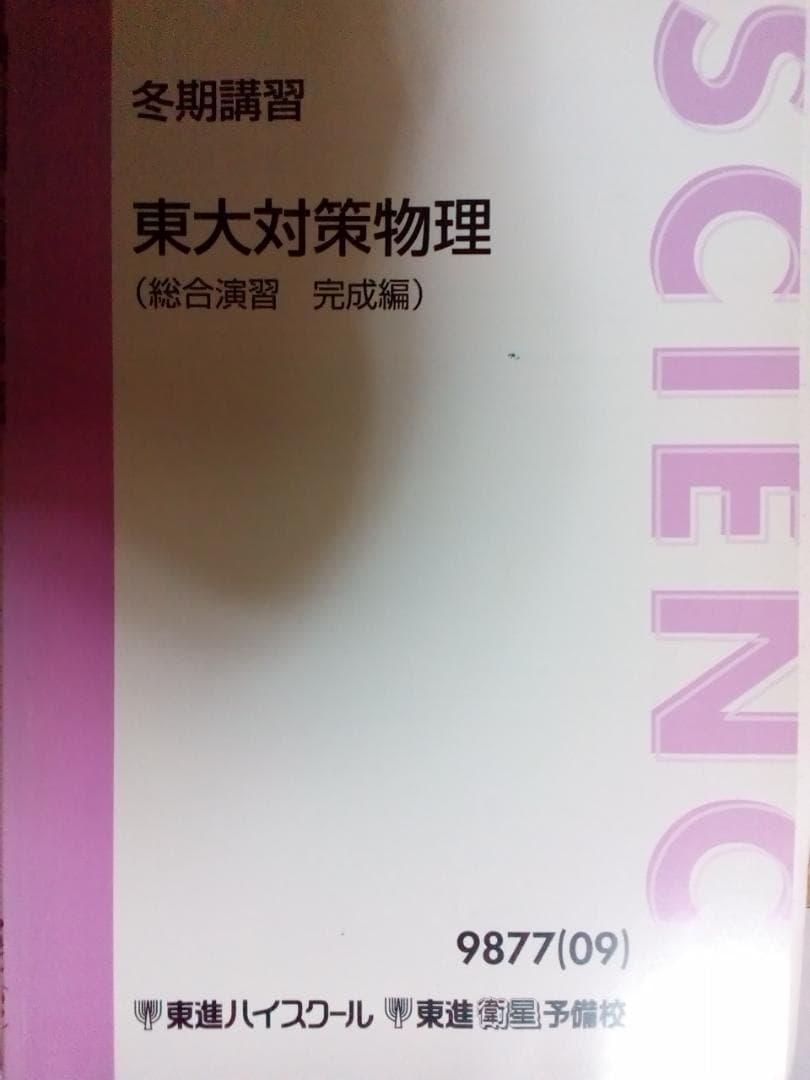 冬期講習
東大対策物理
(総合演習　完成編)
SCIENC
9877(09)
東進ハイスクール 東進衛星予備校